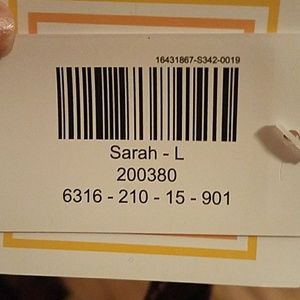 16431867-S342-0019
Sarah - L
200380
6316 - 210 - 15 - 901